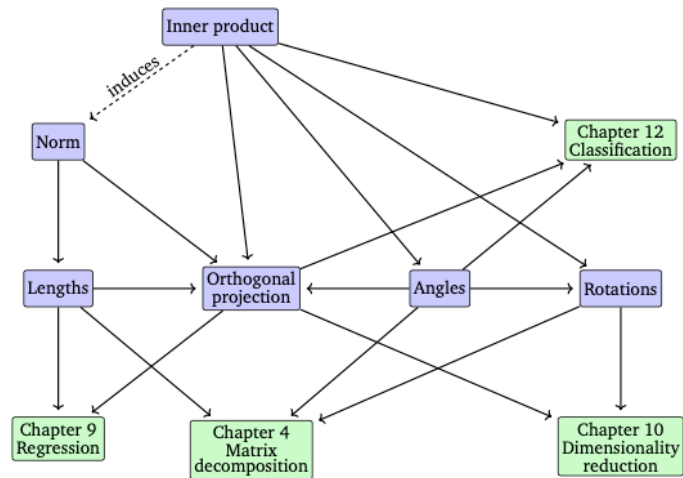 Inner product
induces
Chapter 12
Classification
Norm
Lengths
Orthogonal
projection
Angles
Rotations
Chapter 9
Regression
Chapter 4
Matrix
decomposition
Chapter 10
Dimensionality
reduction